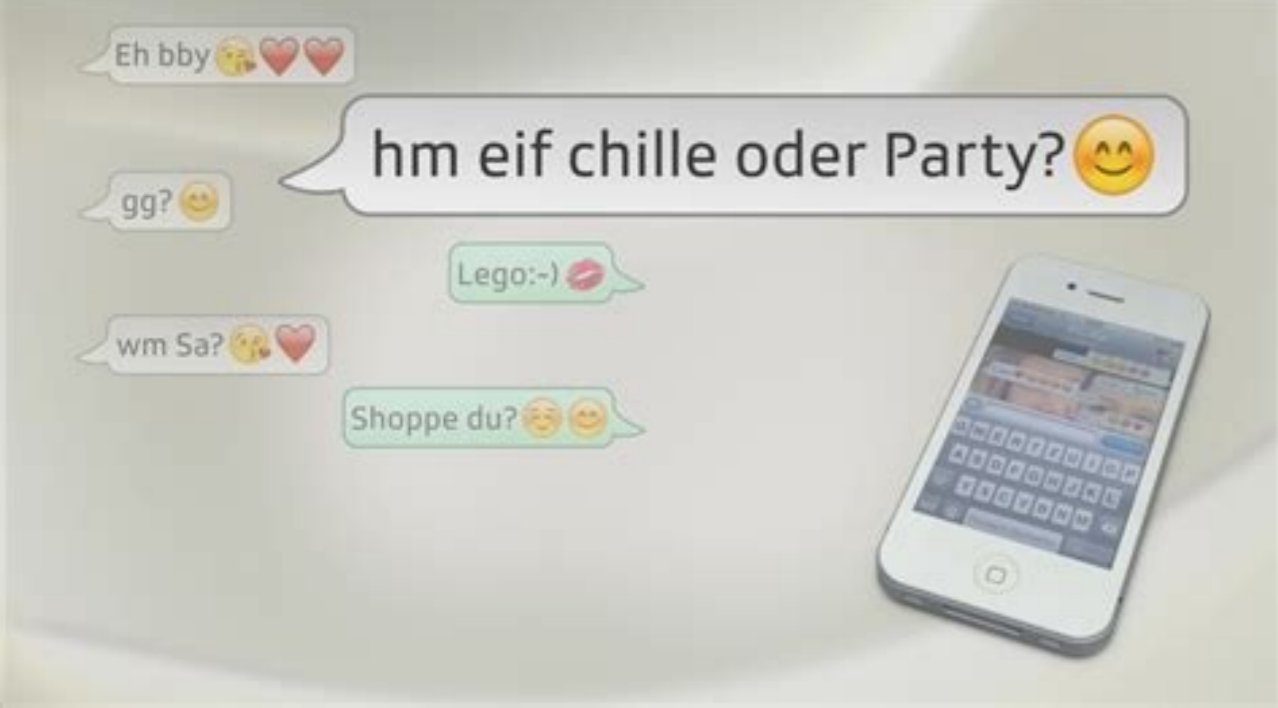 Eh bby😘❤️❤️
hm eif chille oder Party?😊
gg?😊
Lego:-)💋
wm Sa?😘❤️
Shoppe du?☺️😊